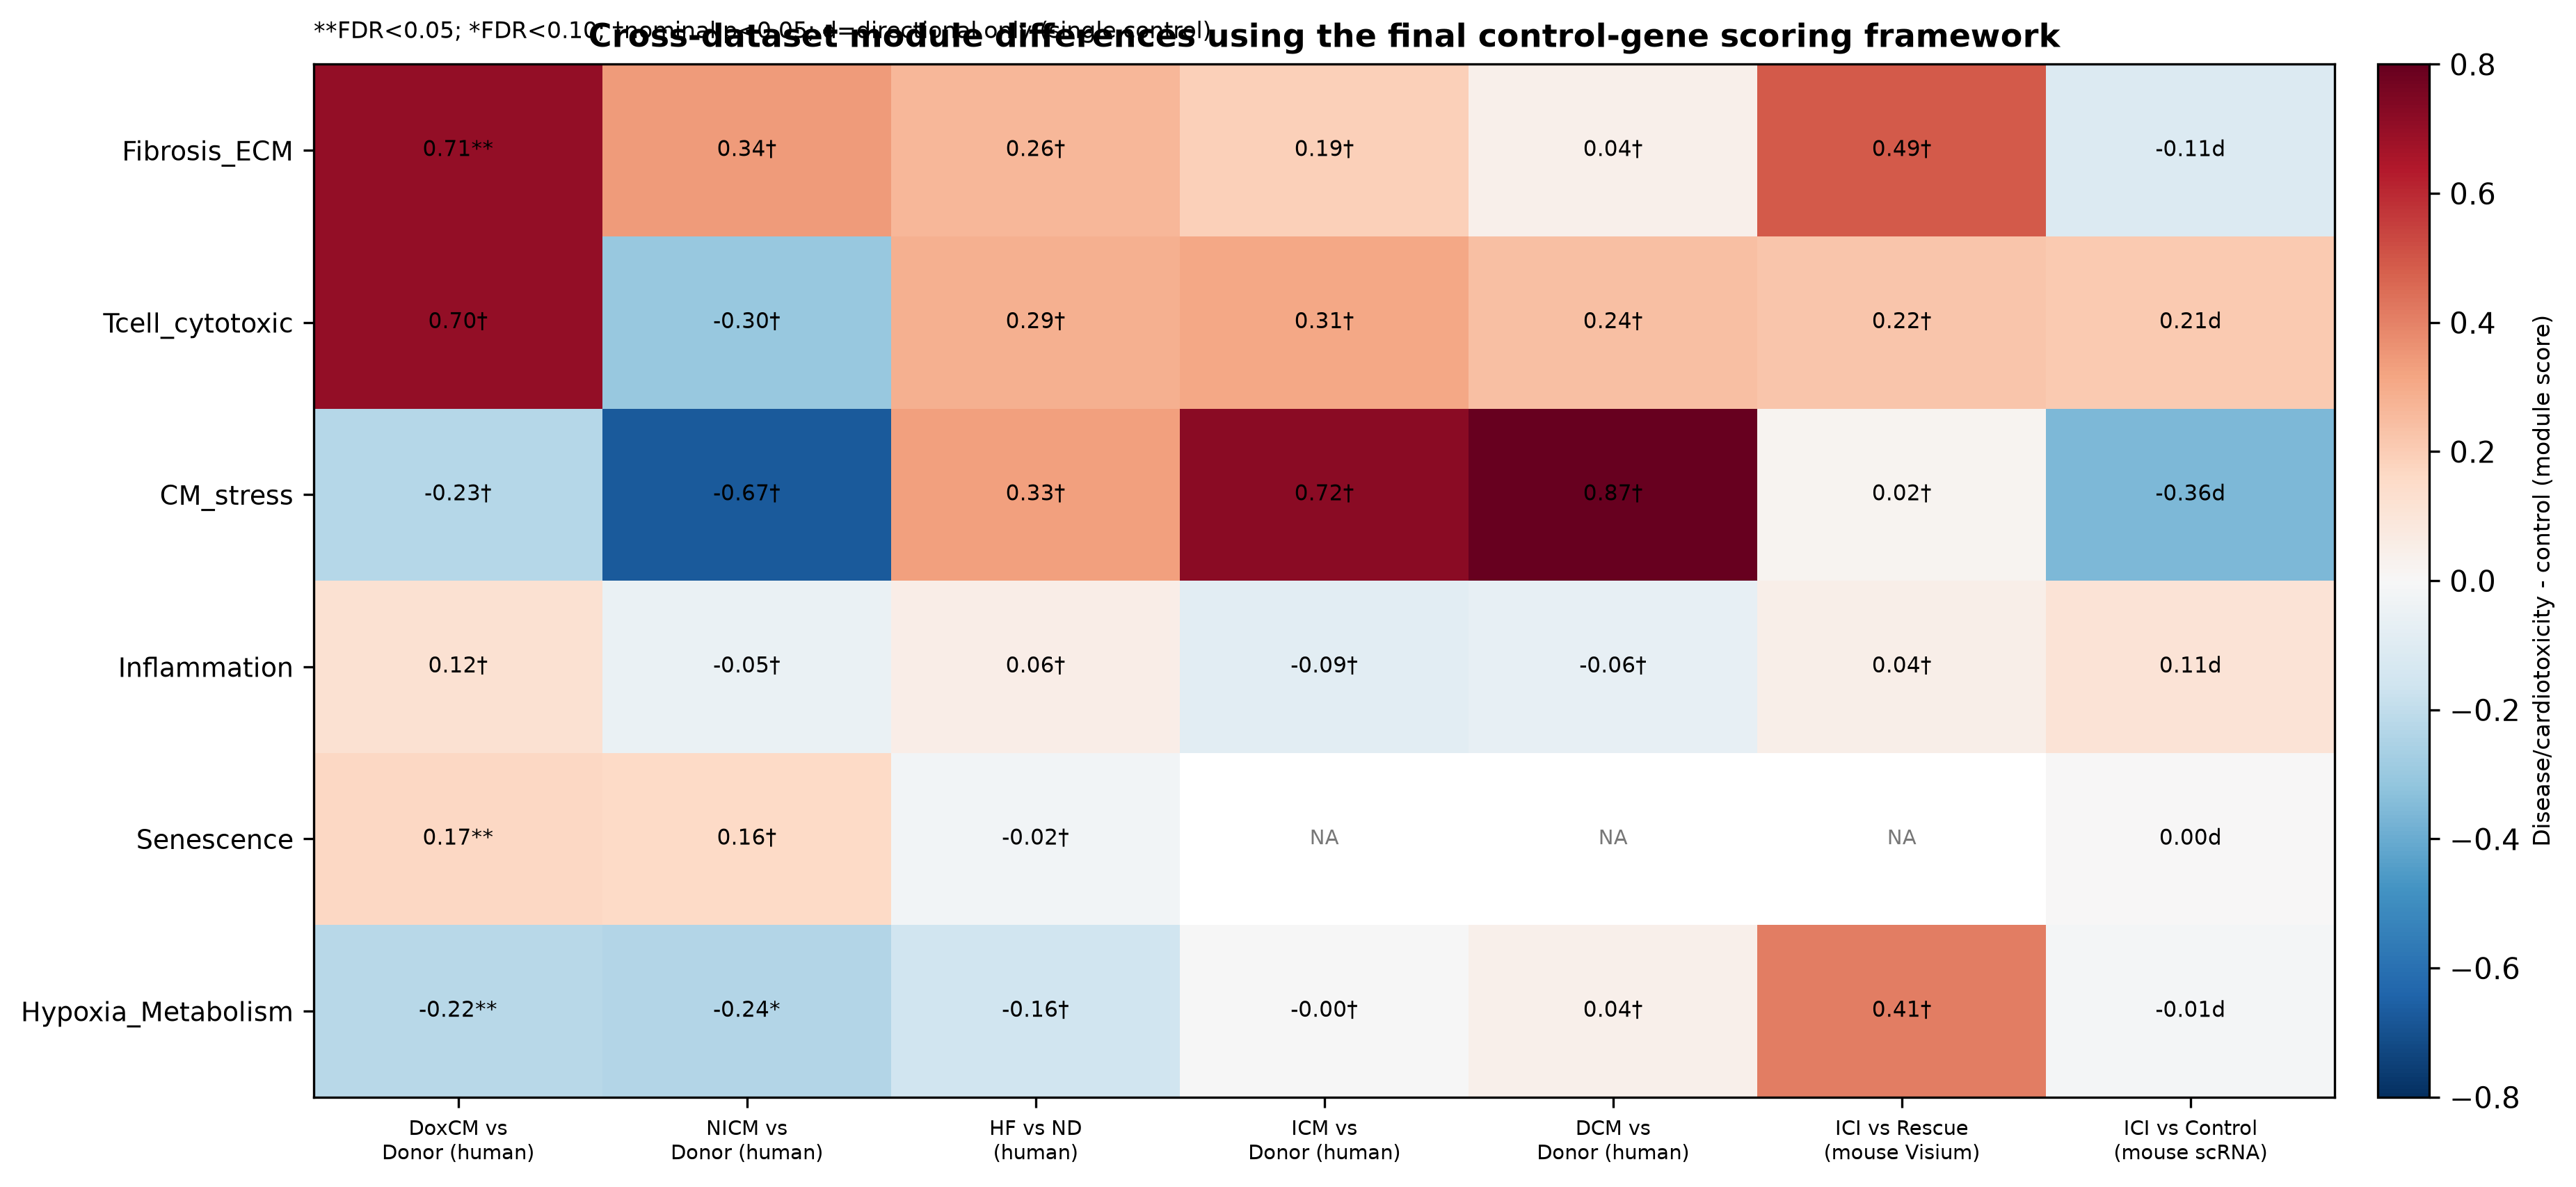 **FDR<0.05; *FDR<0.10; †nominal p<0.05; d=directional only (single control)
Cross-dataset module differences using the final control-gene scoring framework
Fibrosis_ECM 0.71** 0.34† 0.26† 0.19† 0.04† 0.49† -0.11d
Tcell_cytotoxic 0.70† -0.30† 0.29† 0.31† 0.24† 0.22† 0.21d
CM_stress -0.23† -0.67† 0.33† 0.72† 0.87† 0.02† -0.36d
Inflammation 0.12† -0.05† 0.06† -0.09† -0.06† 0.04† 0.11d
Senescence 0.17** 0.16† -0.02† NA NA NA 0.00d
Hypoxia_Metabolism -0.22** -0.24* -0.16† -0.00† 0.04† 0.41† -0.01d
DoxCM vs
Donor (human)
NICM vs
Donor (human)
HF vs ND
(human)
ICM vs
Donor (human)
DCM vs
Donor (human)
ICI vs Rescue
(mouse Visium)
ICI vs Control
(mouse scRNA)
0.8
0.6
0.4
0.2
0.0
−0.2
−0.4
−0.6
−0.8
Disease/cardiotoxicity - control (module score)